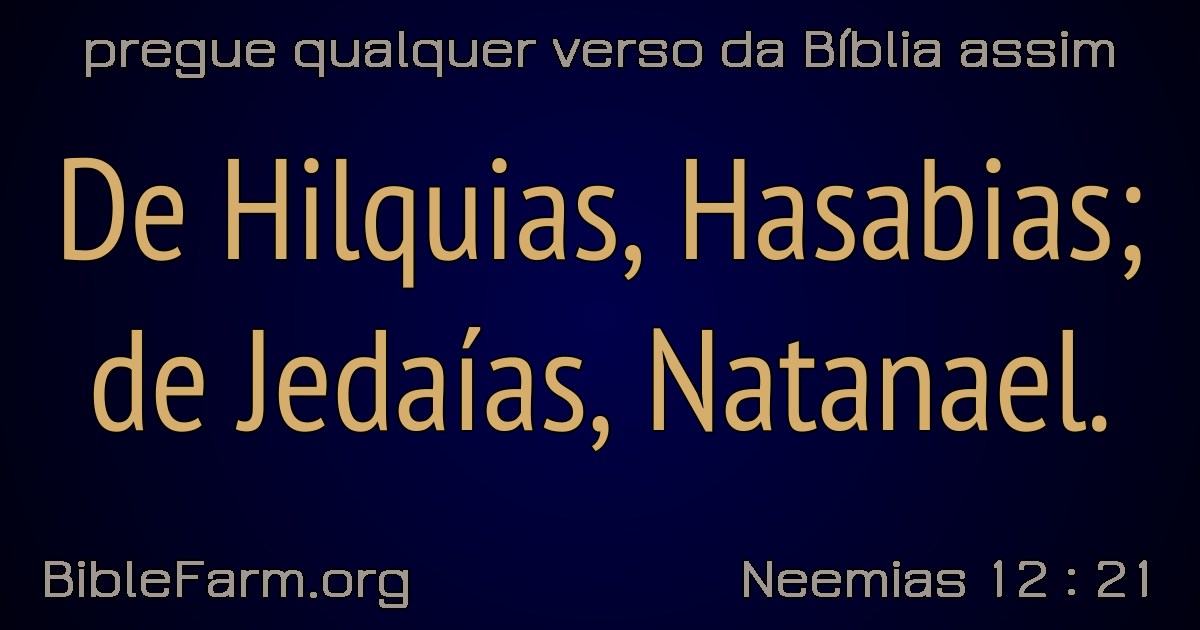 pregue qualquer verso da Bíblia assim
De Hilquias, Hasabias;
de Jedaías, Natanael.
BibleFarm.org
Neemias 12 : 21